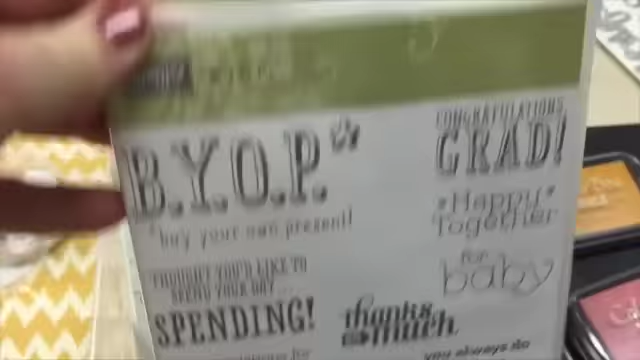 B.Y.O.P.*
*buy your own present!
THOUGHT YOU'D LIKE TO
SPEND YOUR DAY...
SPENDING!
CONGRATULATIONS
GRAD!
*Happy*
Together
for
baby
thanks
so much.
you always do